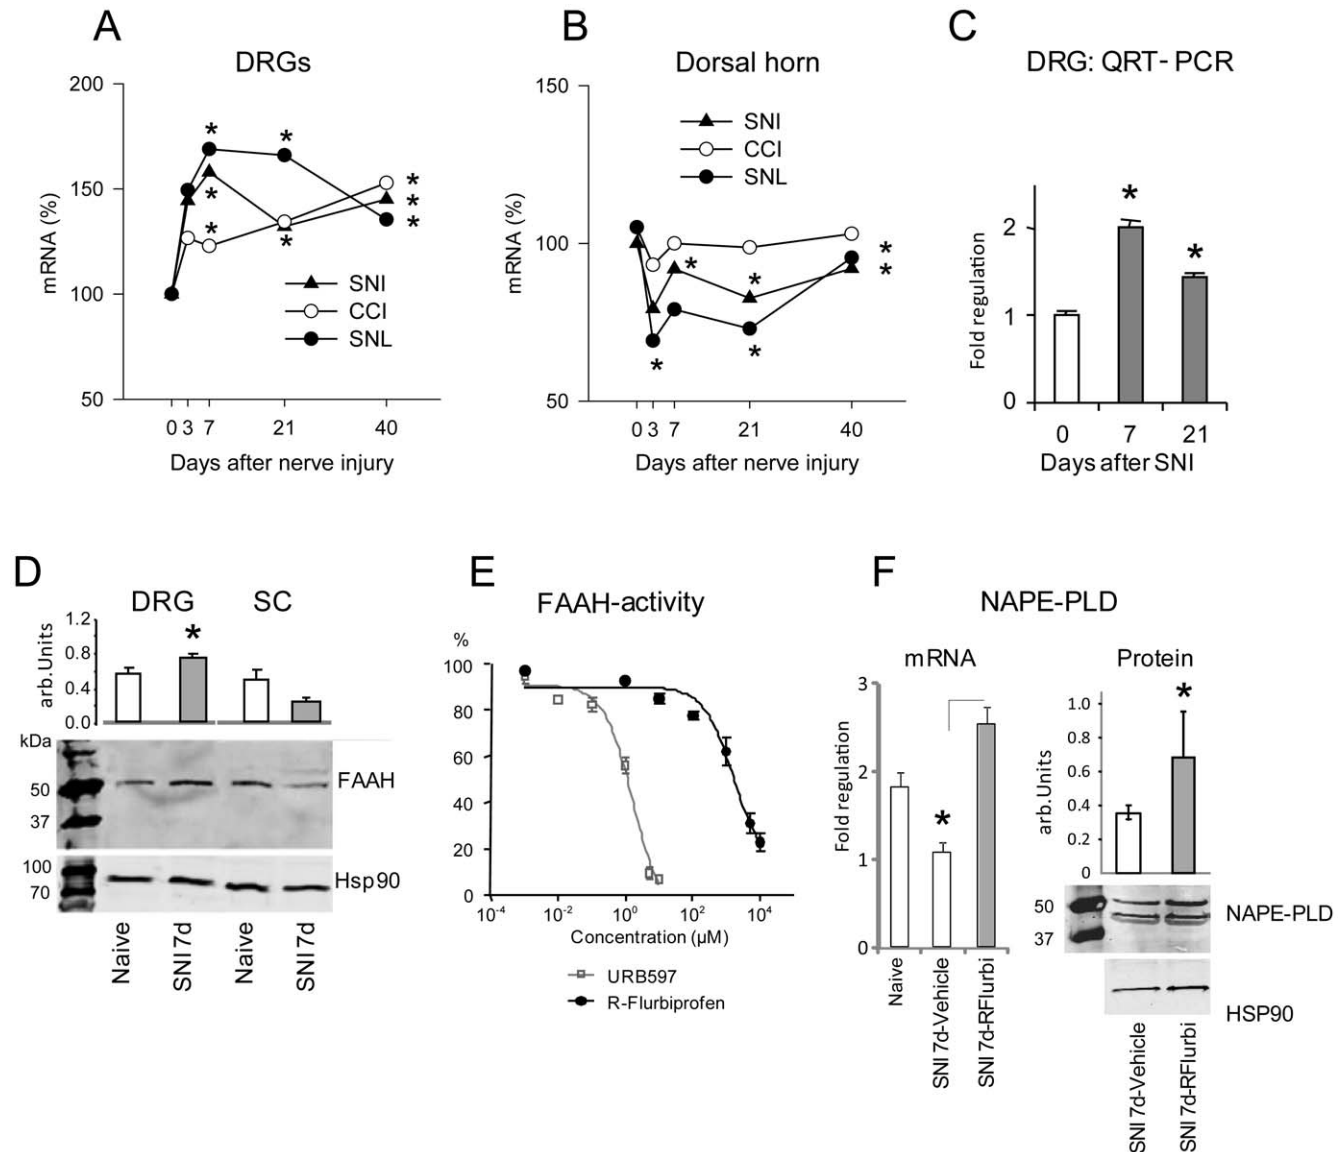 A
DRGs
200
150
100
50
mRNA (%)
*
*
*
*
*
*
*
*
SNI
CCI
SNL
0 3 7 21 40
Days after nerve injury
B
Dorsal horn
150
100
50
mRNA (%)
SNI
CCI
SNL
*
*
*
*
*
*
0 3 7 21 40
Days after nerve injury
C
DRG: QRT- PCR
Fold regulation
2
1
0
*
*
0 7 21
Days after SNI
D
DRG SC
arb.Units
1.2
0.8
0.4
0.0
*
kDa
50
37
FAAH
100
70
Hsp90
Naive
SNI 7d
Naive
SNI 7d
E
FAAH-activity
%
100
80
60
40
20
0
10-4 10-2 100 102 104
Concentration (µM)
URB597
R-Flurbiprofen
F
NAPE-PLD
mRNA
Fold regulation
3
2
1
0
*
Naive
SNI 7d-Vehicle
SNI 7d-RFlurbi
Protein
arb.Units
1.0
0.8
0.6
0.4
0.2
0
*
50
37
NAPE-PLD
HSP90
SNI 7d-Vehicle
SNI 7d-RFlurbi